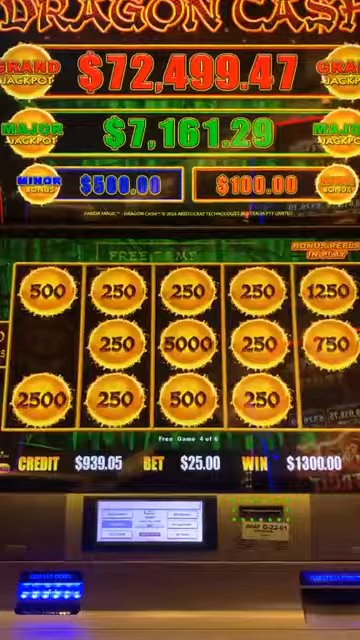 DRAGON CASH
GRAND JACKPOT $72,499.47 GRAND JACKPOT
MAJOR JACKPOT $7,161.29 MAJOR JACKPOT
MINOR BONUS $500.00 $100.00 BONUS
FREE GAME
BONUS REELS IN PLAY
500 250 250 250 1250
250 5000 250 750
2500 250 500 250
Free Game 4 of 6
CREDIT $939.05 BET $25.00 WIN $1300.00